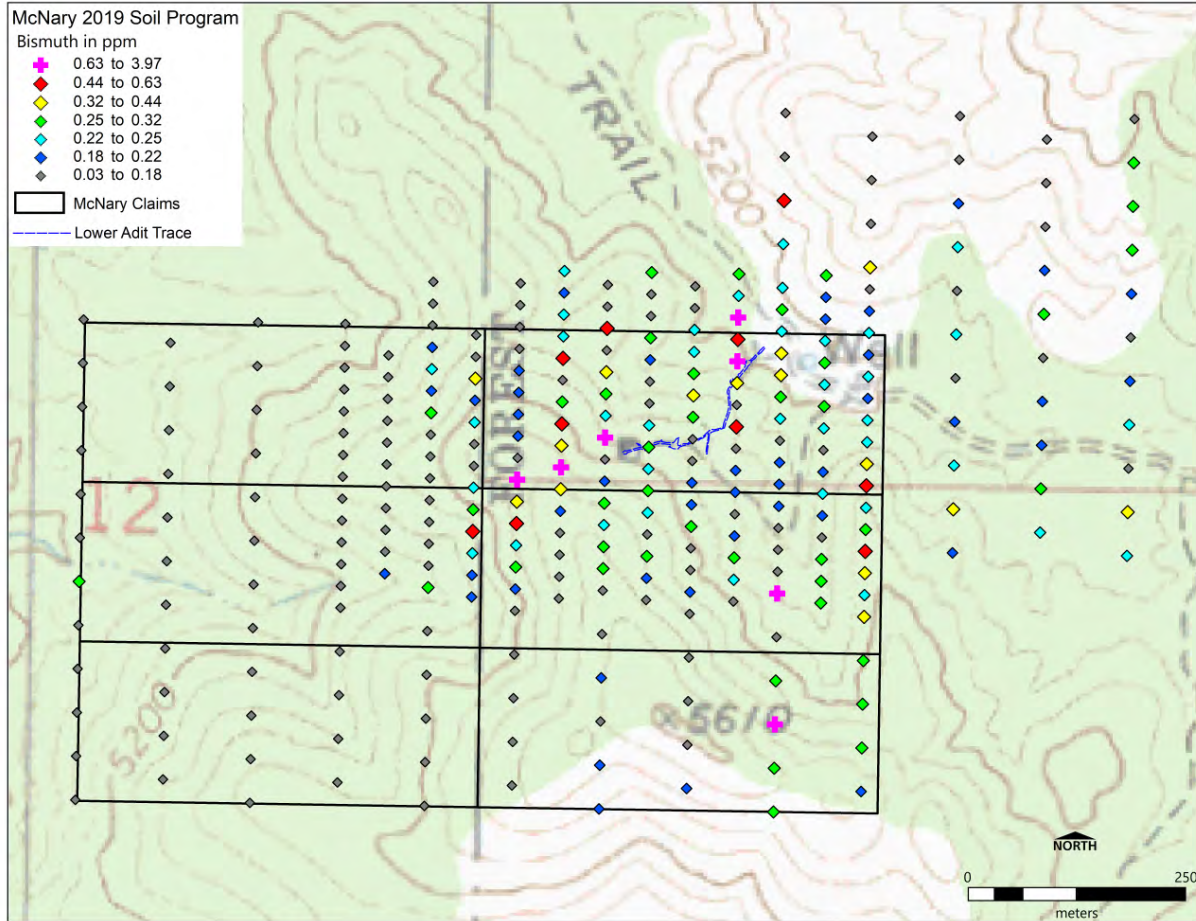 McNary 2019 Soil Program
Bismuth in ppm
0.63 to 3.97
0.44 to 0.63
0.32 to 0.44
0.25 to 0.32
0.22 to 0.25
0.18 to 0.22
0.03 to 0.18
McNary Claims
Lower Adit Trace
TRAIL
5200
Well
FOREST
12
5200
5610
NORTH
0 250
meters